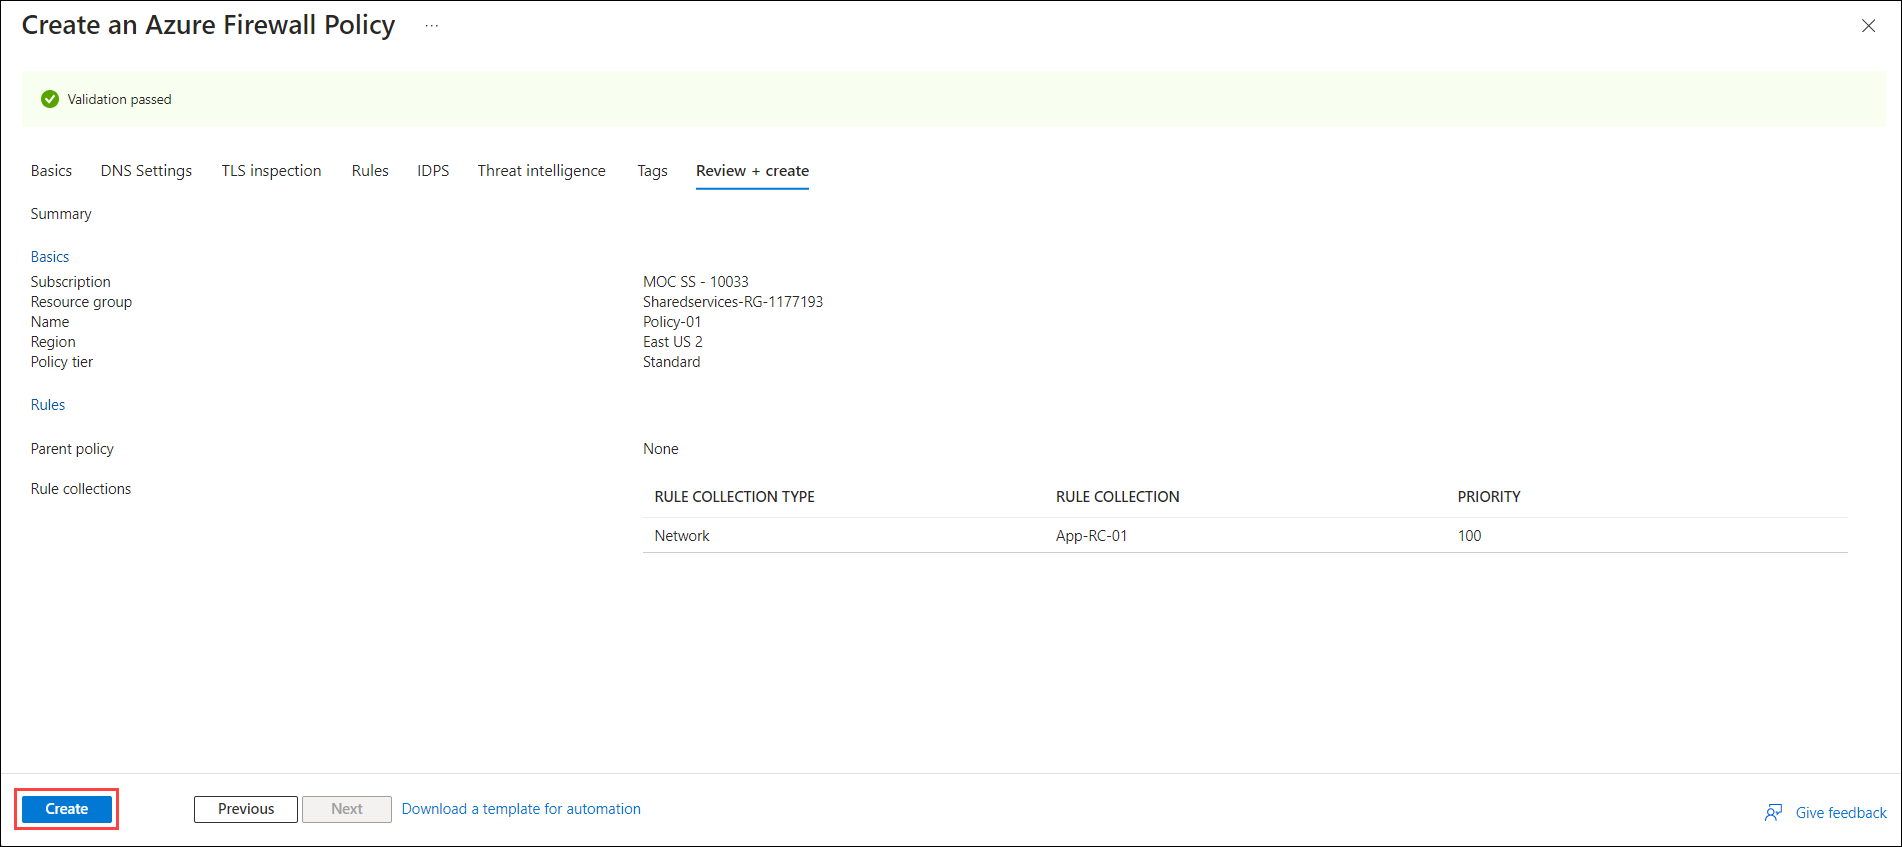 Create an Azure Firewall Policy ...
Validation passed
Basics DNS Settings TLS inspection Rules IDPS Threat intelligence Tags Review + create
Summary
Basics
Subscription MOC SS - 10033
Resource group Sharedservices-RG-1177193
Name Policy-01
Region East US 2
Policy tier Standard
Rules
Parent policy None
Rule collections
RULE COLLECTION TYPE RULE COLLECTION PRIORITY
Network App-RC-01 100
Create Previous Next Download a template for automation Give feedback